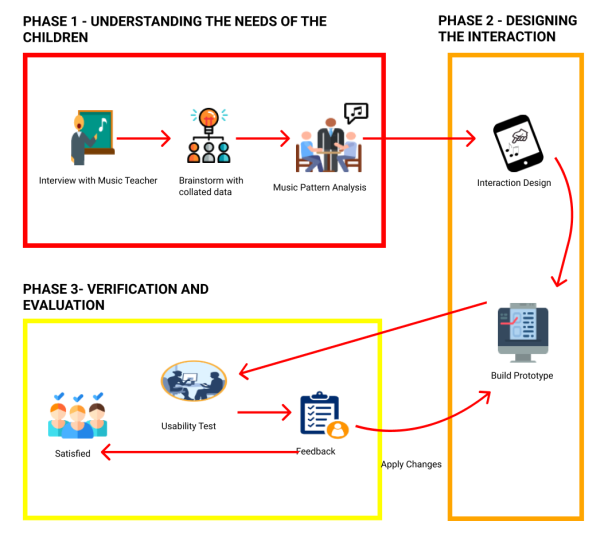 PHASE 1 - UNDERSTANDING THE NEEDS OF THE
CHILDREN
PHASE 2 - DESIGNING
THE INTERACTION
Interview with Music Teacher
Brainstorm with
collated data
Music Pattern Analysis
Interaction Design
PHASE 3- VERIFICATION AND
EVALUATION
Build Prototype
Usability Test
Satisfied
Feedback
Apply Changes